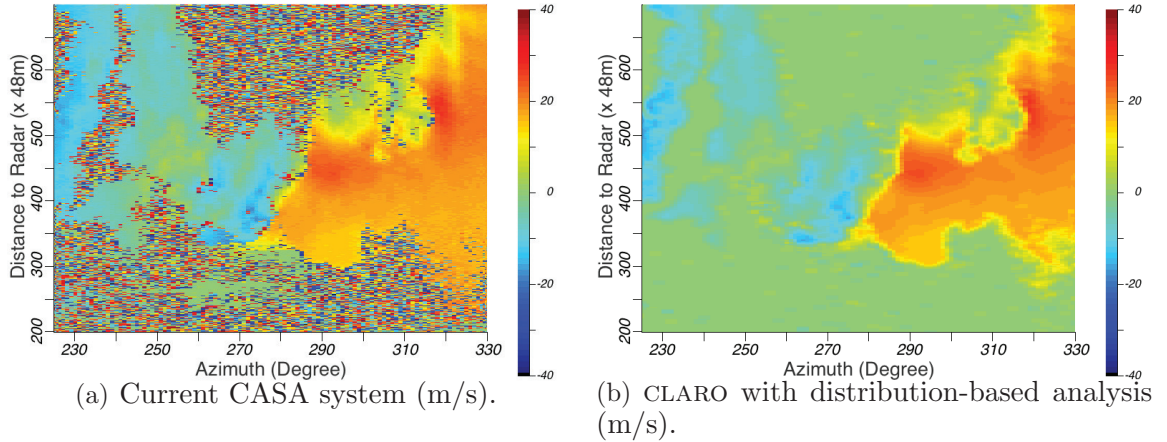 Distance to Radar (x 48m)
200 300 400 500 600
230 250 270 290 310 330
Azimuth (Degree)
40
20
0
-20
-40
(a) Current CASA system (m/s).
Distance to Radar (x 48m)
200 300 400 500 600
230 250 270 290 310 330
Azimuth (Degree)
40
20
0
-20
-40
(b) CLARO with distribution-based analysis
(m/s).